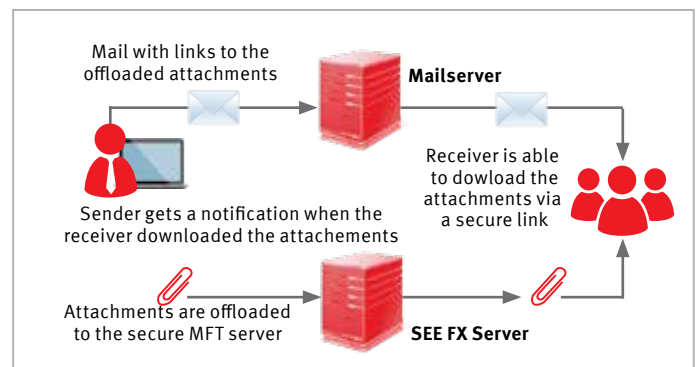 Mail with links to the
offloaded attachments
Mailserver
Receiver is able
to dowload the
attachments via
a secure link
Sender gets a notification when the
receiver downloaded the attachements
Attachments are offloaded
to the secure MFT server
SEE FX Server